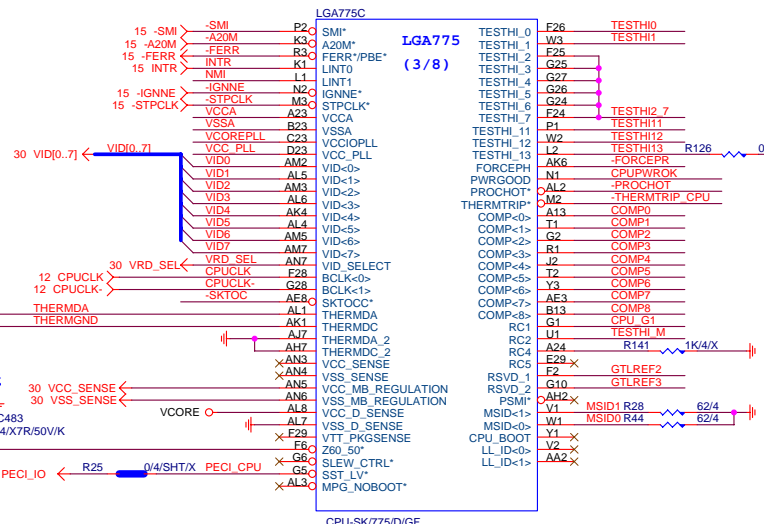 LGA775C
LGA775
(3/8)
15 -SMI -SMI P2 SMI* TESTHI_0 F26 TESTHI0
15 -A20M -A20M K3 A20M* TESTHI_1 W3 TESTHI1
15 -FERR -FERR R3 FERR*/PBE* TESTHI_2 F25
15 INTR INTR K1 LINT0 TESTHI_3 G25
NMI L1 LINT1 TESTHI_4 G27
15 -IGNNE -IGNNE N2 IGNNE* TESTHI_5 G26
15 -STPCLK -STPCLK M3 STPCLK* TESTHI_6 G24
VCCA A23 VCCA TESTHI_7 F24 TESTHI2_7
VSSA B23 VSSA TESTHI_11 P1 TESTHI11
VCOREPLL C23 VCCIOPLL TESTHI_12 W2 TESTHI12
VCC_PLL D23 VCC_PLL TESTHI_13 L2 TESTHI13 R126 0
30 VID[0..7] VID[0..7]
VID0 AM2 VID<0> FORCEPR AK6 -FORCEPR
VID1 AL5 VID<1> PWRGOOD N1 CPUPWROK
VID2 AM3 VID<2> PROCHOT* AL2 -PROCHOT
VID3 AL6 VID<3> THERMTRIP* M2 -THERMTRIP_CPU
VID4 AK4 VID<4> COMP<0> A13 COMP0
VID5 AL4 VID<5> COMP<1> T1 COMP1
VID6 AM5 VID<6> COMP<2> G2 COMP2
VID7 AM7 VID<7> COMP<3> R1 COMP3
30 VRD_SEL VRD_SEL AN7 VID_SELECT COMP<4> J2 COMP4
12 CPUCLK CPUCLK F28 BCLK<0> COMP<5> T2 COMP5
12 CPUCLK- CPUCLK- G28 BCLK<1> COMP<6> Y3 COMP6
-SKTOC AE8 SKTOCC* COMP<7> AE3 COMP7
THERMDA AL1 THERMDA COMP<8> B13 COMP8
THERMGND AK1 THERMDC RC1 G1 CPU_G1
AJ7 THERMDA_2 RC2 U1 TESTHI_M
AH7 THERMDC_2 RC4 A24 R141 1K/4/X
AN3 VCC_SENSE RC5 E29
AN4 VSS_SENSE RSVD_1 F2 GTLREF2
30 VCC_SENSE AN5 VCC_MB_REGULATION RSVD_2 G10 GTLREF3
30 VSS_SENSE AN6 VSS_MB_REGULATION PSMI* AH2
VCORE AL8 VCC_D_SENSE MSID<1> V1 MSID1 R28 62/4
AL7 VSS_D_SENSE MSID<0> W1 MSID0 R44 62/4
F29 VTT_PKGSENSE CPU_BOOT Y1
F6 Z60_50* LL_ID<0> V2
G6 SLEW_CTRL* LL_ID<1> AA2
PECI_IO R25 0/4/SHT/X PECI_CPU G5 SST_LV*
AL3 MPG_NOBOOT*
C483
4/X7R/50V/K
CPU-SK/775/D/GF